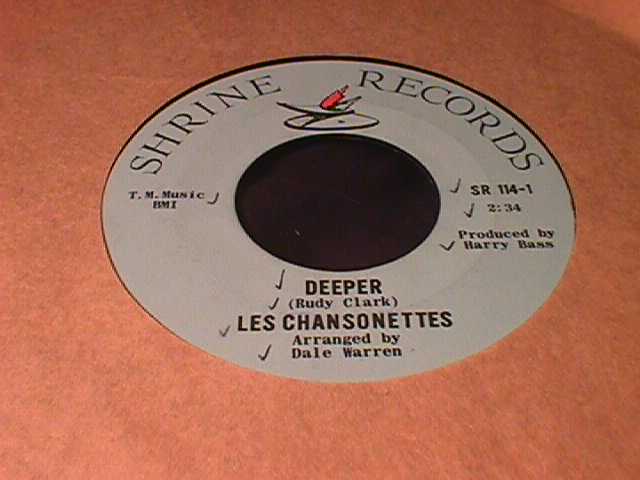 SHRINE RECORDS
T. M. Music
BMI
SR 114-1
2:34
Produced by
Harry Bass
DEEPER
(Rudy Clark)
LES CHANSONETTES
Arranged by
Dale Warren